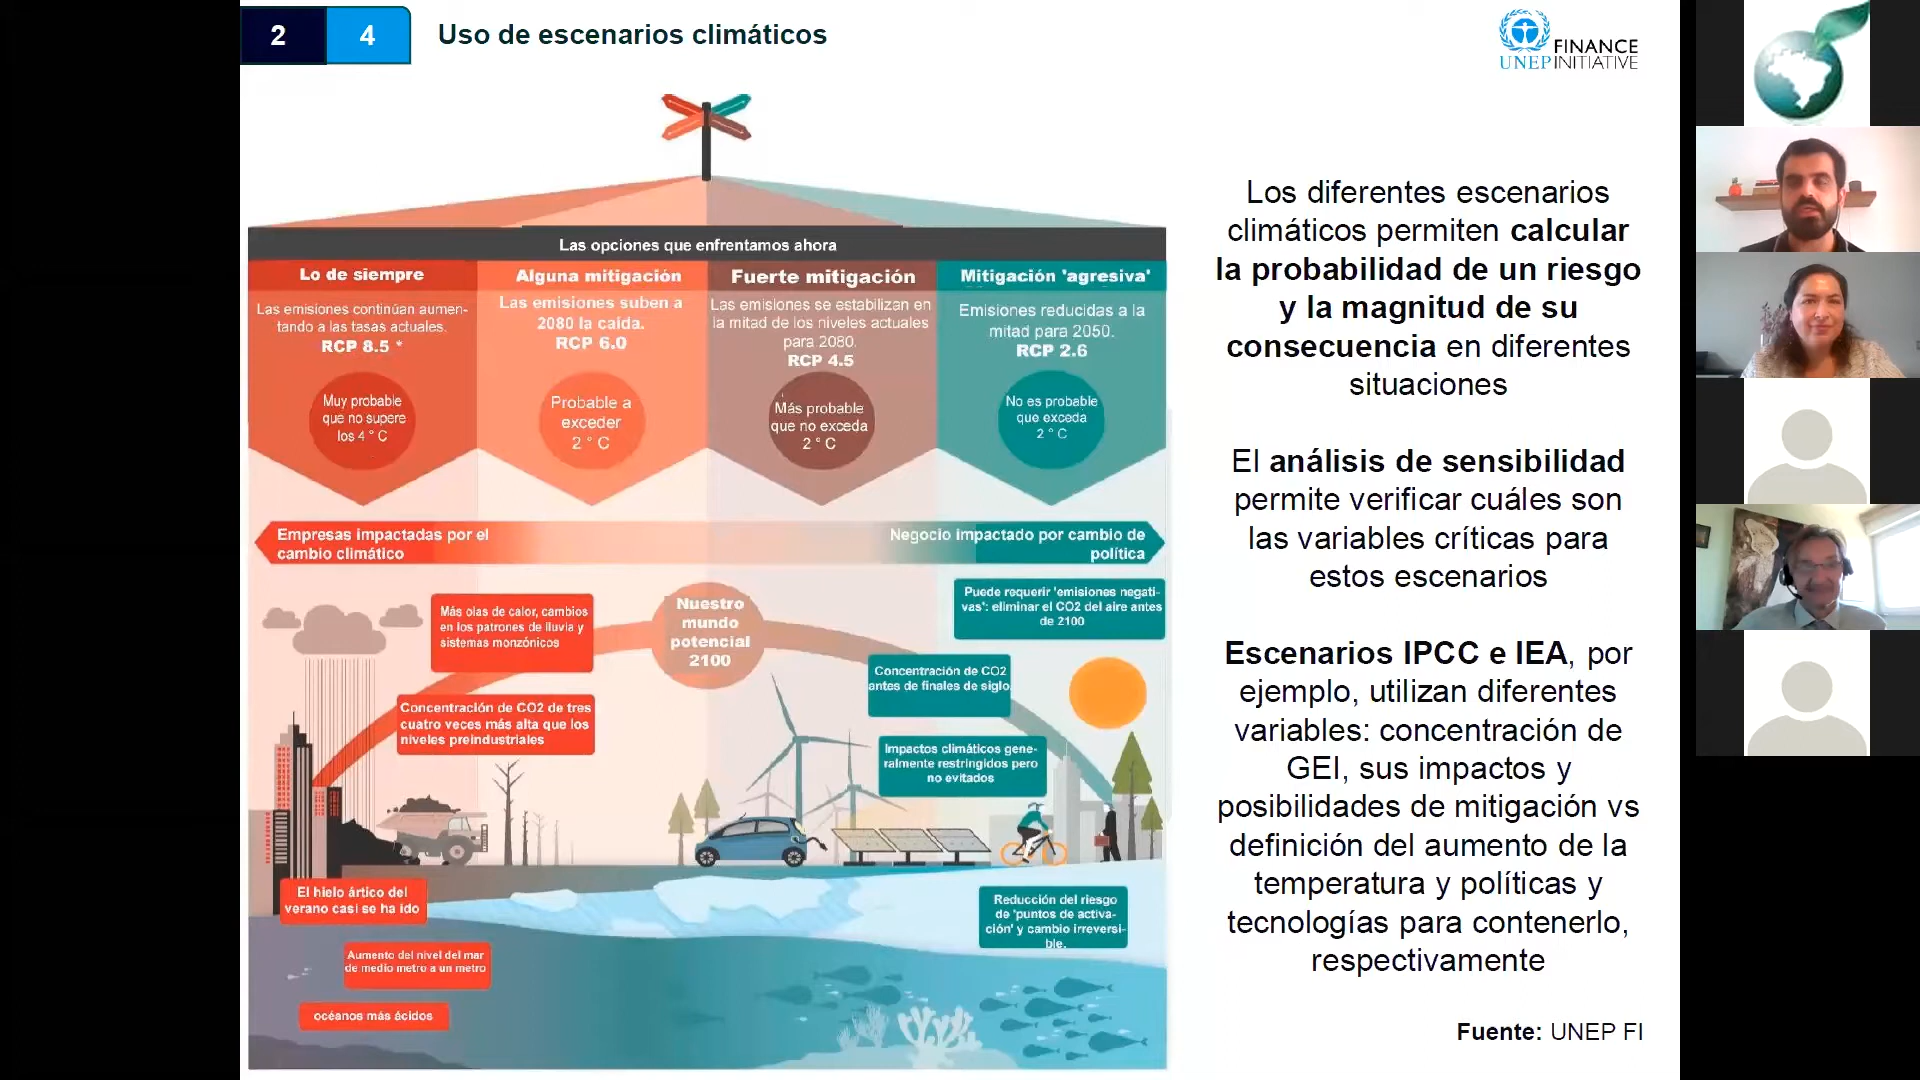 2
4
Uso de escenarios climáticos
FINANCE
UNEP INITIATIVE
Las opciones que enfrentamos ahora
Lo de siempre
Las emisiones continúan aumen-
tando a las tasas actuales.
RCP 8.5 *
Muy probable
que no supere
los 4 ° C
Alguna mitigación
Las emisiones suben a
2080 la caída.
RCP 6.0
Probable a
exceder
2 ° C
Fuerte mitigación
Las emisiones se estabilizan en
la mitad de los niveles actuales
para 2080.
RCP 4.5
Más probable
que no exceda
2 ° C
Mitigación 'agresiva'
Emisiones reducidas a la
mitad para 2050.
RCP 2.6
No es probable
que exceda
2 ° C
Empresas impactadas por el
cambio climático
Negocio impactado por cambio de
política
Nuestro
mundo
potencial
2100
Más olas de calor, cambios
en los patrones de lluvia y
sistemas monzónicos
Concentración de CO2 de tres
cuatro veces más alta que los
niveles preindustriales
El hielo ártico del
verano casi se ha ido
Aumento del nivel del mar
de medio metro a un metro
océanos más ácidos
Puede requerir 'emisiones negati-
vas': eliminar el CO2 del aire antes
de 2100
Concentración de CO2
antes de finales de siglo
Impactos climáticos gene-
ralmente restringidos pero
no evitados
Reducción del riesgo
de 'puntos de activa-
ción' y cambio irreversi-
ble.
Los diferentes escenarios
climáticos permiten calcular
la probabilidad de un riesgo
y la magnitud de su
consecuencia en diferentes
situaciones
El análisis de sensibilidad
permite verificar cuáles son
las variables críticas para
estos escenarios
Escenarios IPCC e IEA, por
ejemplo, utilizan diferentes
variables: concentración de
GEI, sus impactos y
posibilidades de mitigación vs
definición del aumento de la
temperatura y políticas y
tecnologías para contenerlo,
respectivamente
Fuente: UNEP FI